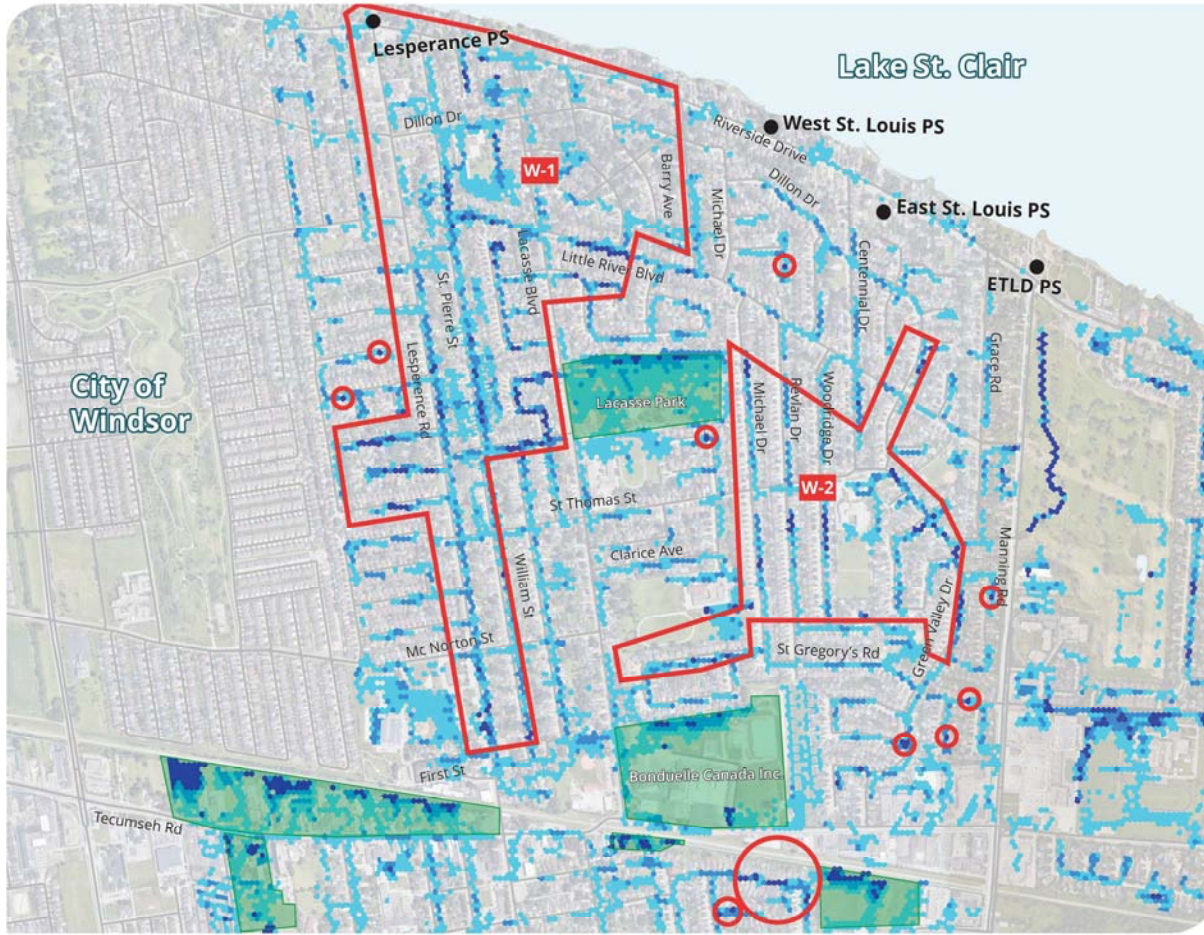 Lesperance PS
Lake St. Clair
West St. Louis PS
Riverside Drive
Dillon Dr
W-1
Barry Ave
Michael Dr
Dillon Dr
East St. Louis PS
Centennial Dr
ETLD PS
Lacasse Blvd
Little River Blvd
St. Pierre St
Lesperence Rd
Grace Rd
City of
Windsor
Lacasse Park
Michael Dr
Revlan Dr
Woodridge Dr
W-2
St Thomas St
Clarice Ave
William St
Manning Rd
Green Valley Dr
Mc Norton St
St Gregory's Rd
First St
Bonduelle Canada Inc
Tecumseh Rd